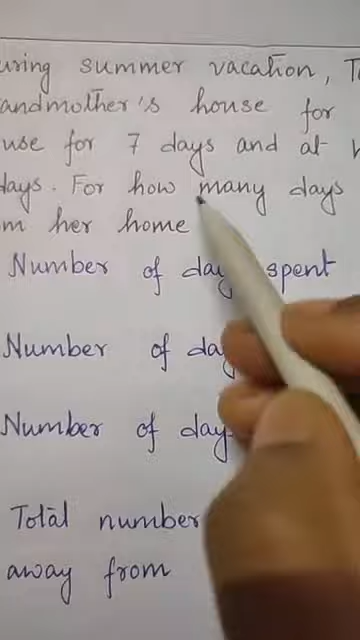 uring summer vacation, T
andmother's house for
use for 7 days and at h
days. For how many days
m her home
Number of day spent
Number of da
Number of day
Total number
away from